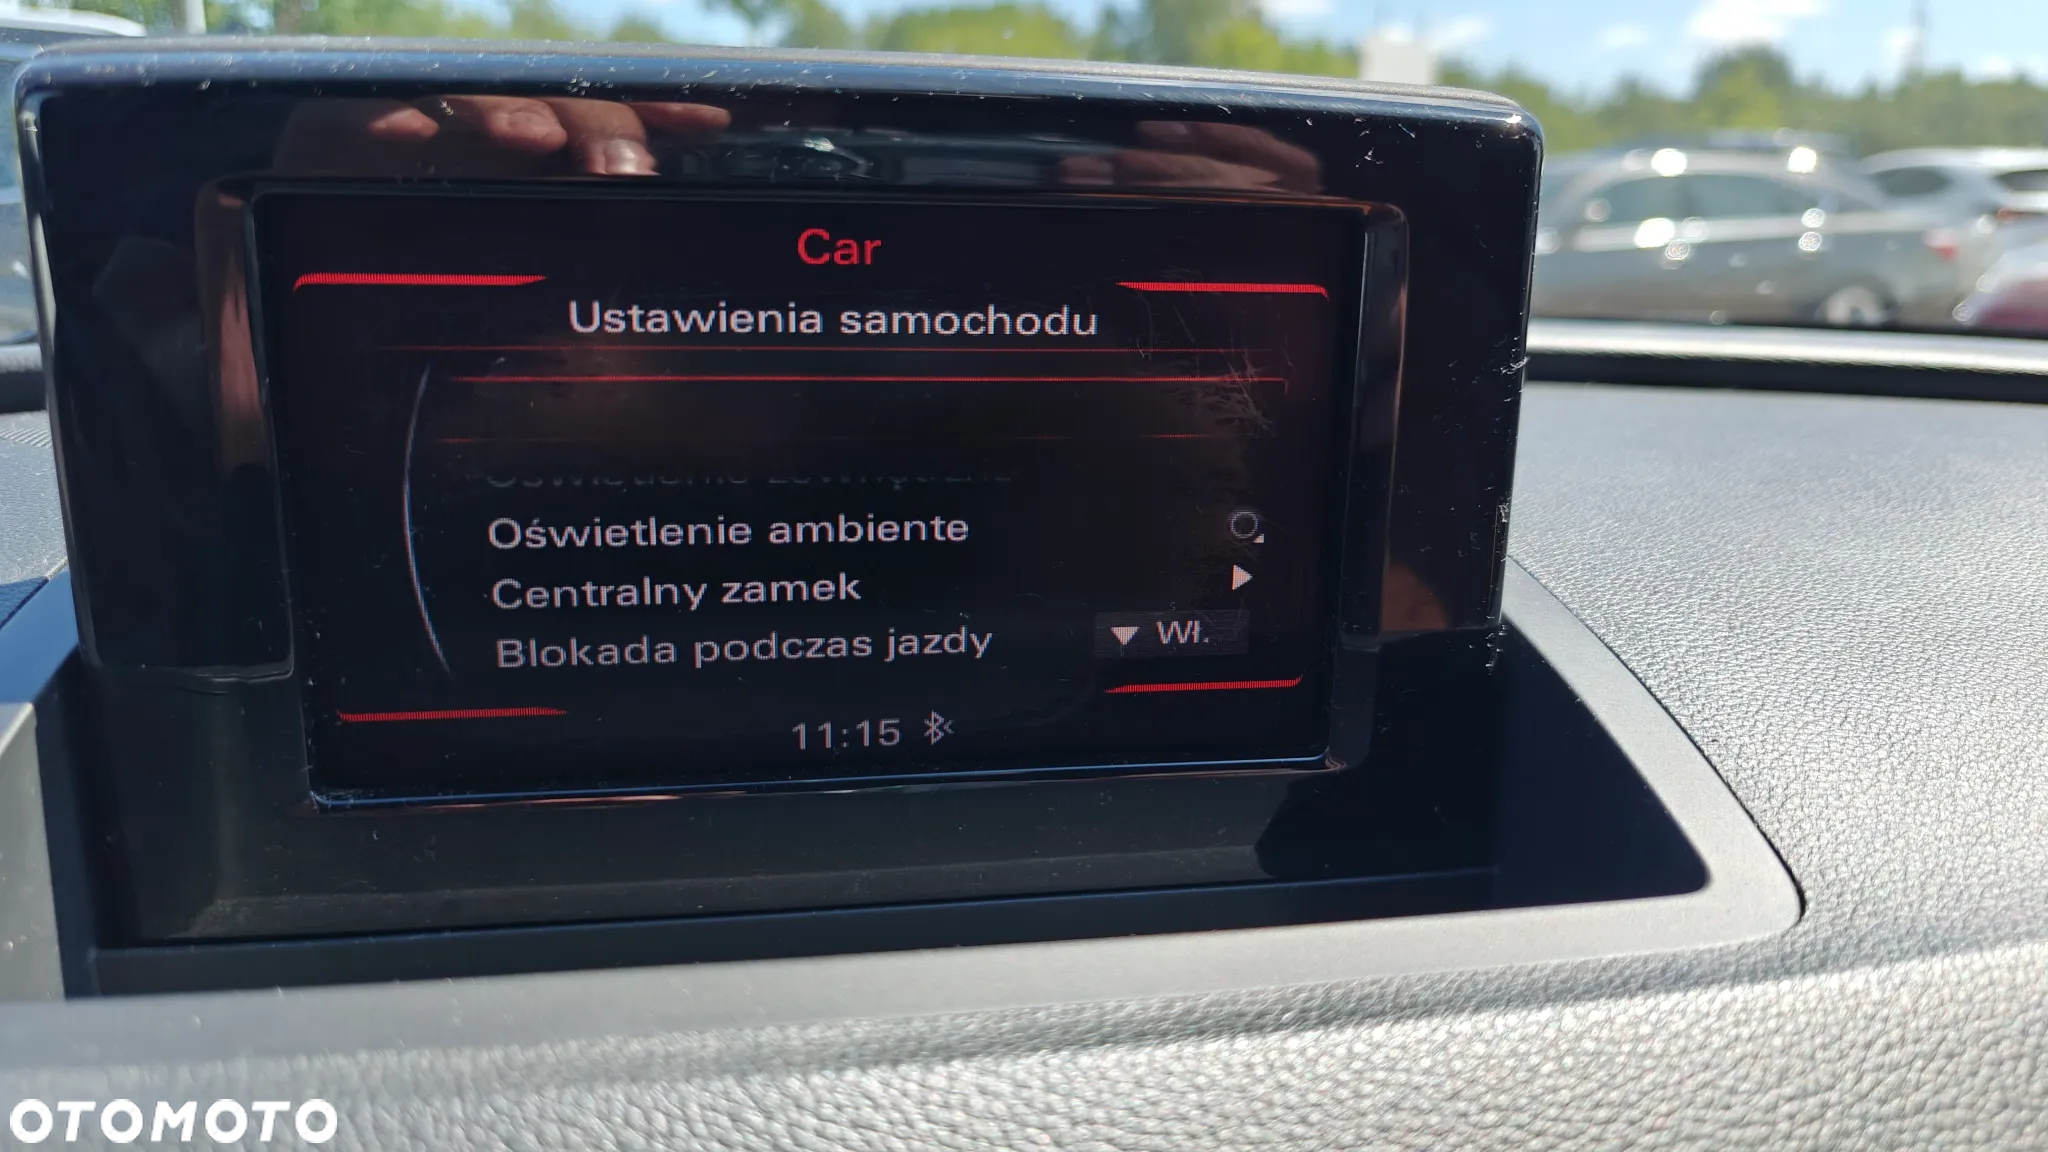 Car
Ustawienia samochodu
Oświetlenie ambiente
Centralny zamek
Blokada podczas jazdy Wł.
11:15
OTOMOTO